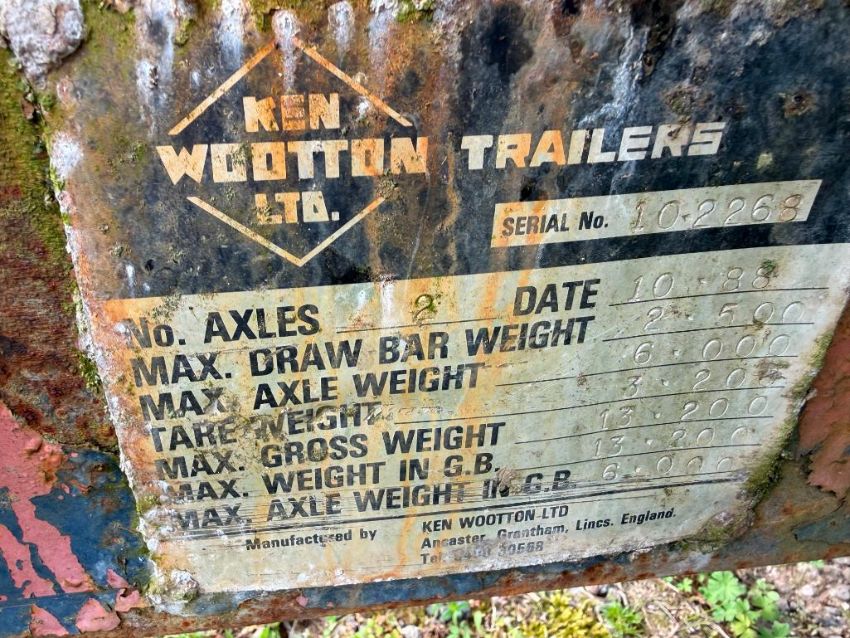 KEN
WOOTTON
LTD.
TRAILERS
SERIAL No. 10·2268
No. AXLES 2 DATE 10·88
MAX. DRAW BAR WEIGHT 2·500
MAX. AXLE WEIGHT 6·000
TARE WEIGHT 3·200
MAX. GROSS WEIGHT 13·200
MAX. WEIGHT IN G.B. 13·200
MAX. AXLE WEIGHT IN G.B. 6·000
Manufactured by KEN WOOTTON LTD
Ancaster, Grantham, Lincs. England.
Tel: